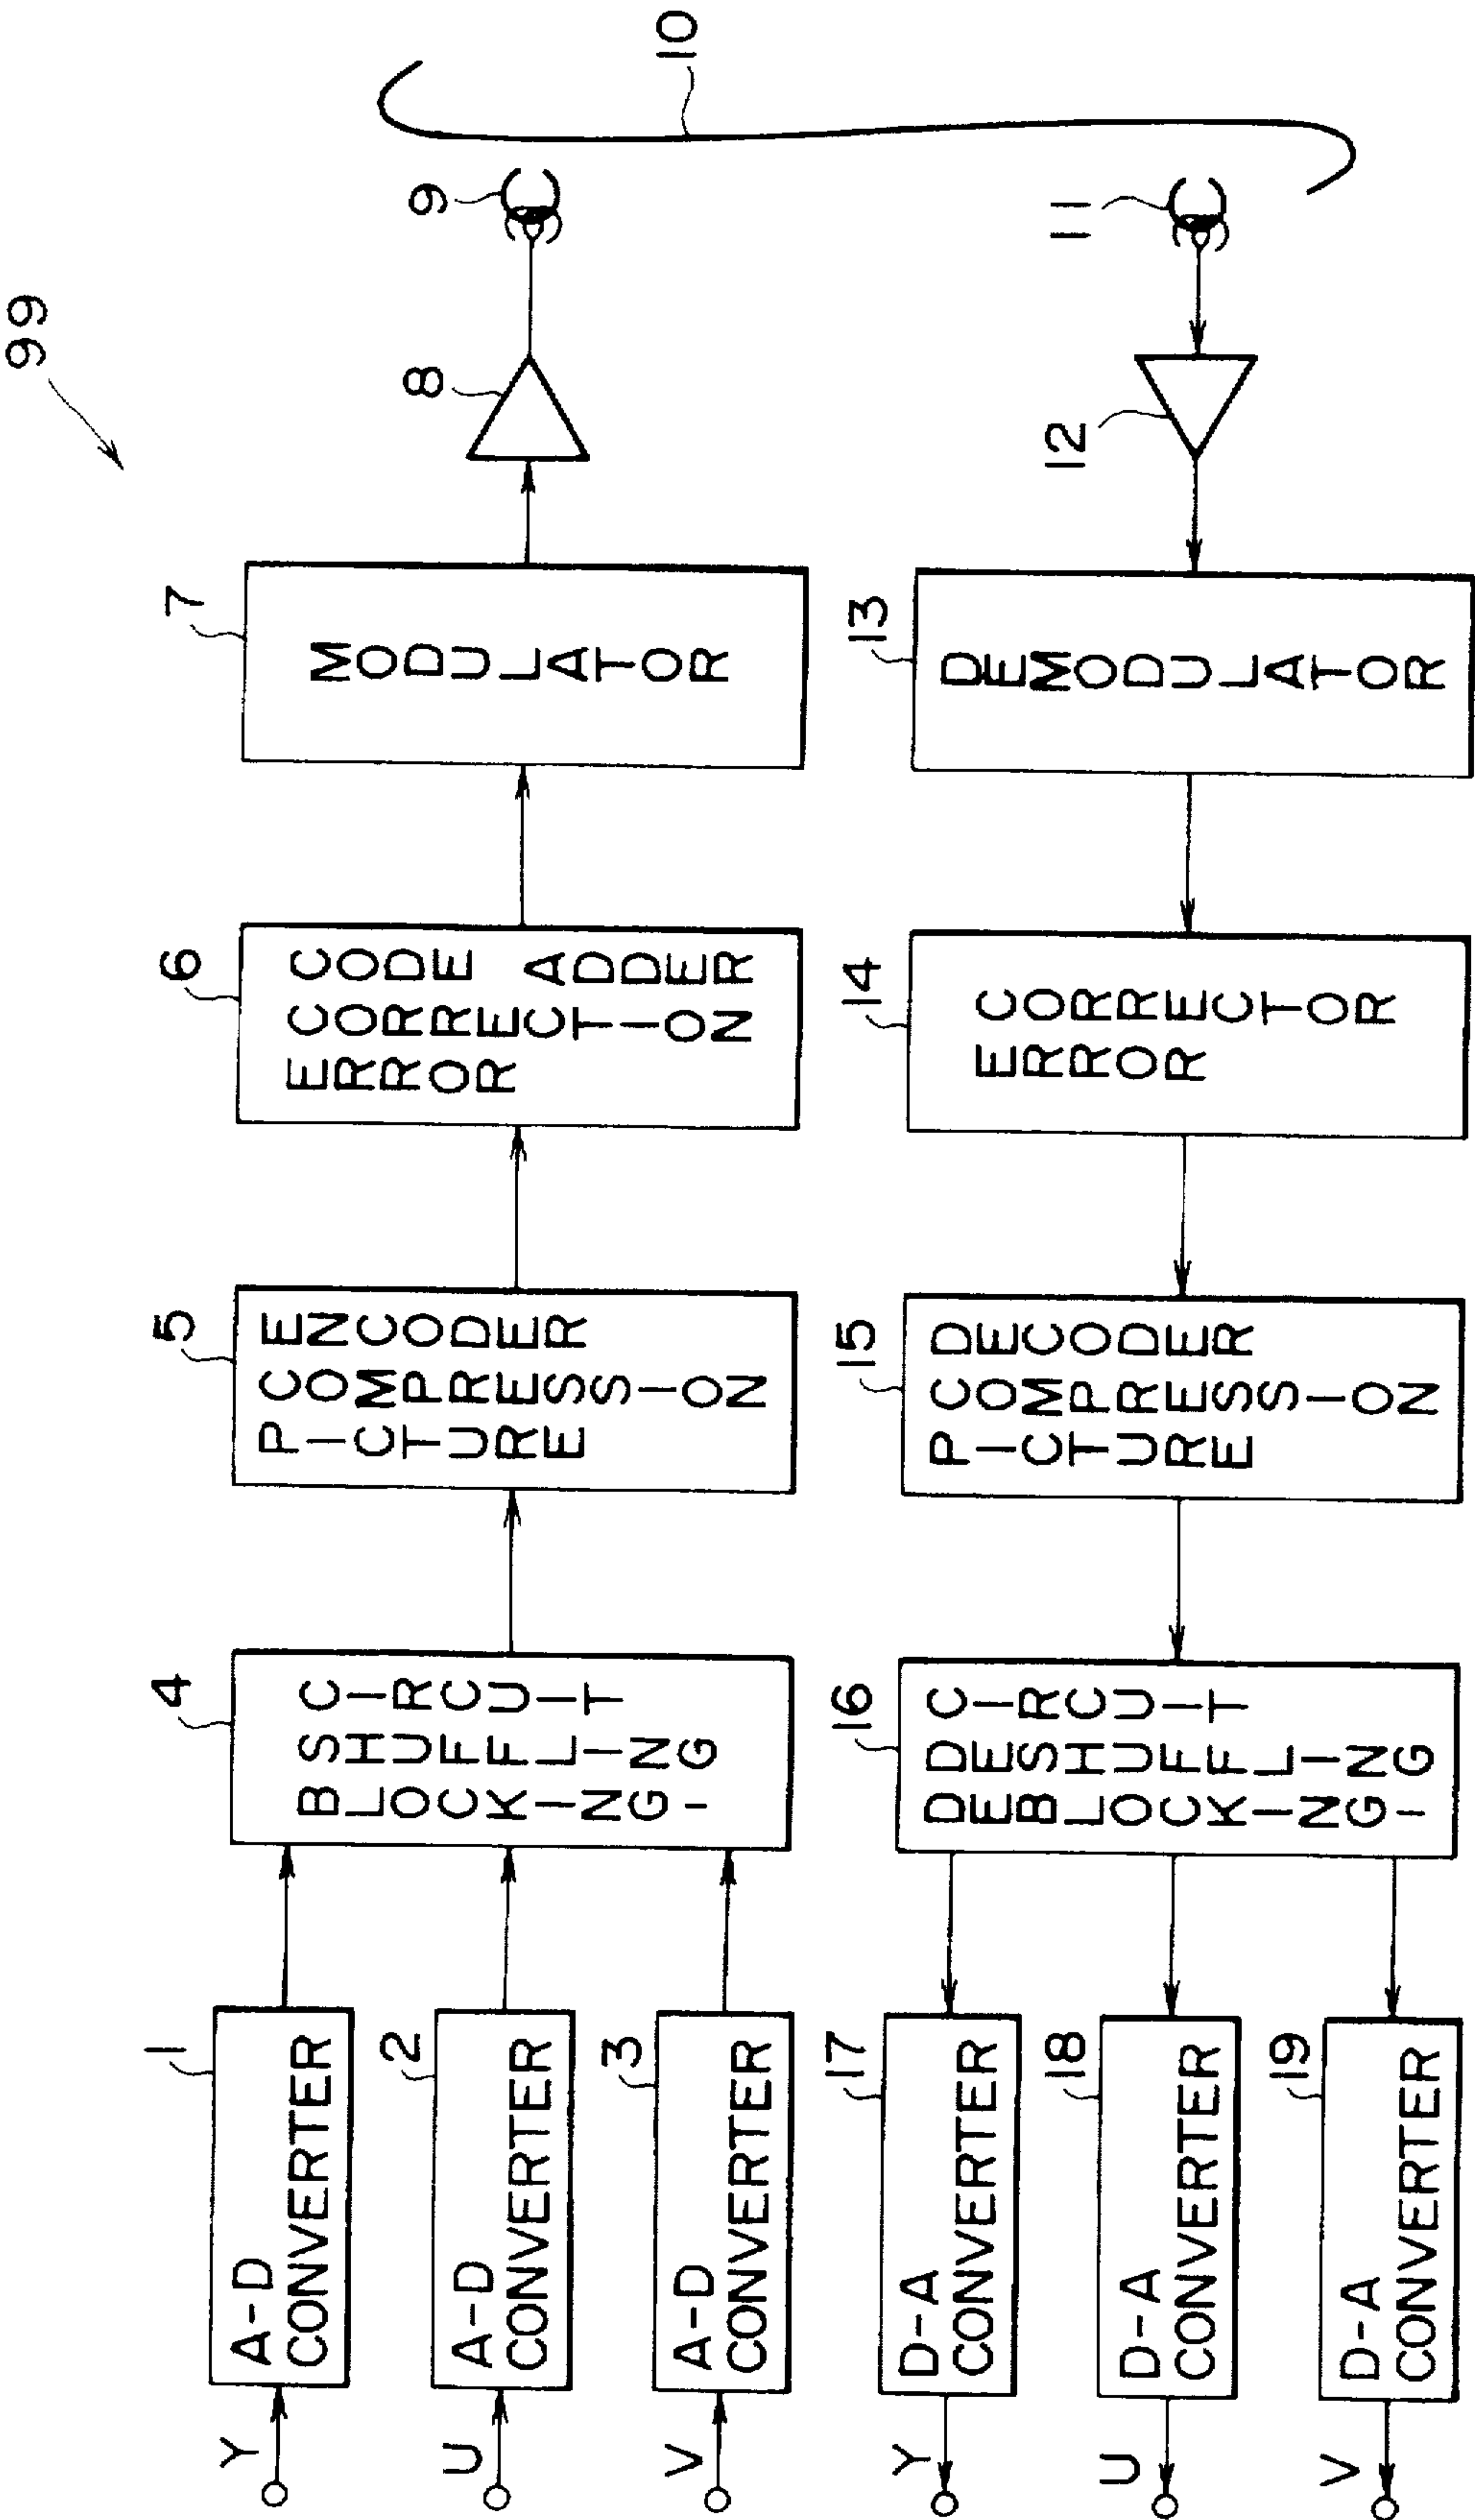 99
Y
A-D
CONVERTER
1
U
A-D
CONVERTER
2
V
A-D
CONVERTER
3
BLOCKING·
SHUFFLING
CIRCUIT
4
PICTURE
COMPRESSION
ENCODER
5
ERROR
CORRECTION
CODE ADDER
6
MODULATOR
7
8
9
10
11
12
DEMODULATOR
13
ERROR
CORRECTOR
14
PICTURE
COMPRESSION
DECODER
15
DEBLOCKING·
DESHUFFLING
CIRCUIT
16
D-A
CONVERTER
17
Y
D-A
CONVERTER
18
U
D-A
CONVERTER
19
V